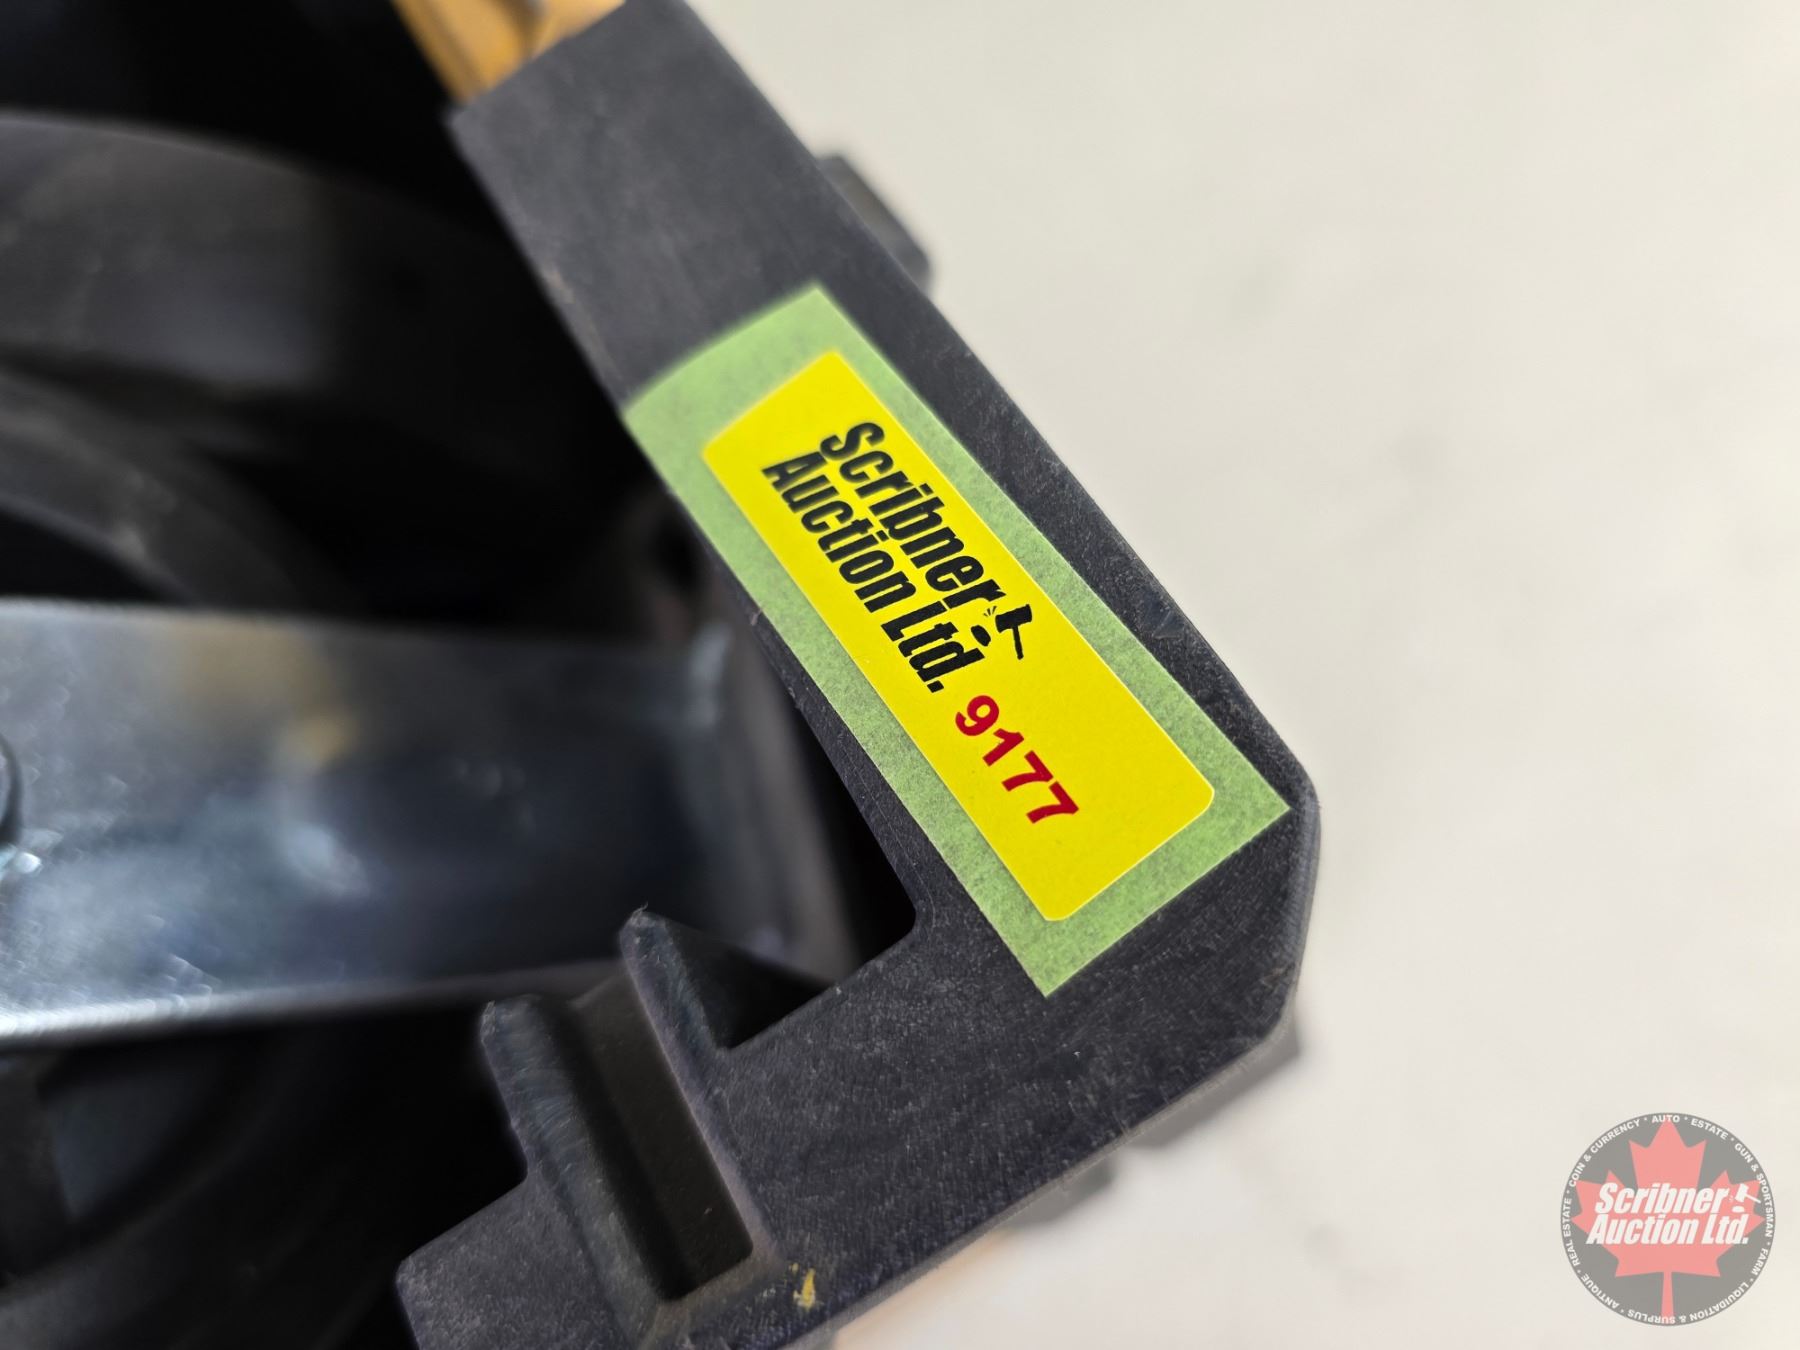 Scribner
Auction Ltd.
9177
COIN & CURRENCY · AUTO · ESTATE · GUN & SPORTSMAN · FARM · LIQUIDATION & SURPLUS · ANTIQUE · REAL ESTATE ·
Scribner
Auction Ltd.